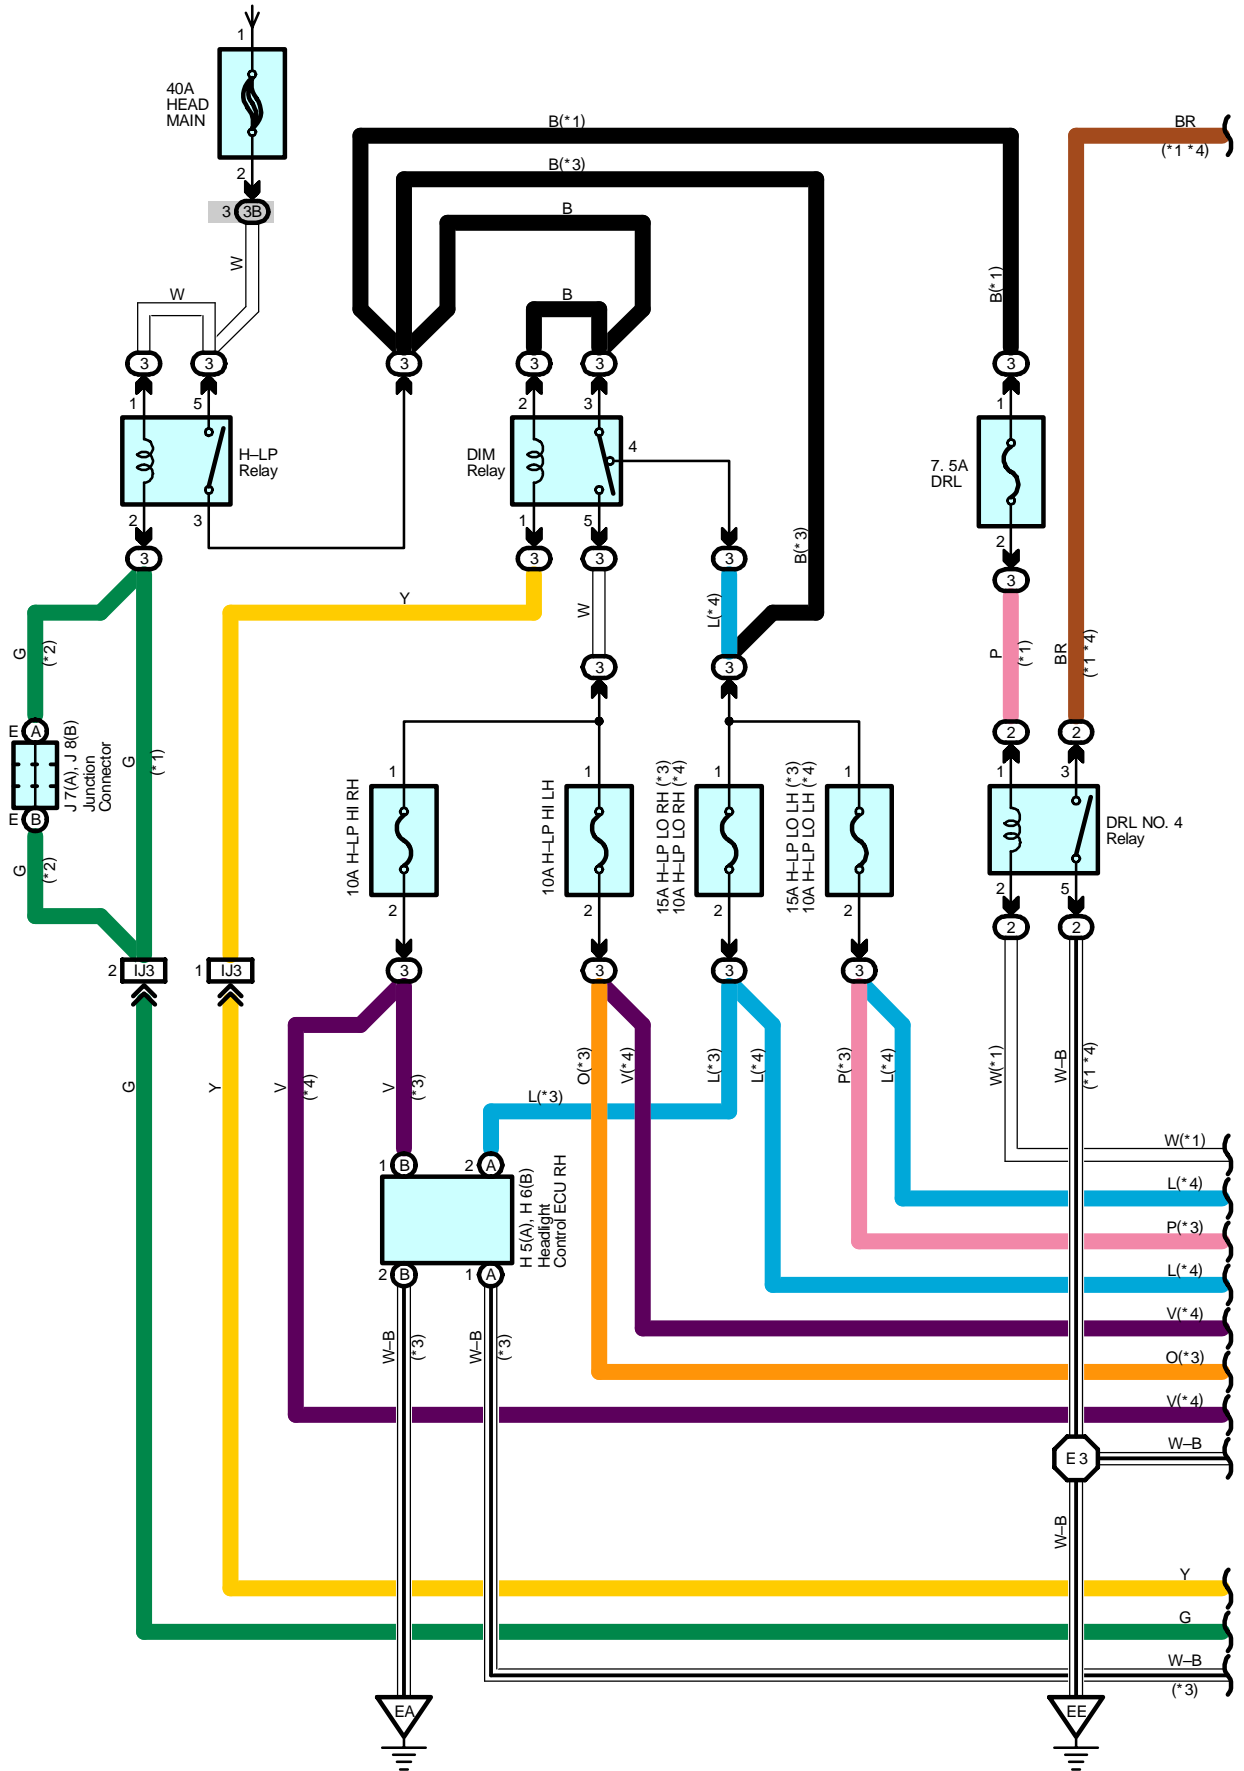 1
40A
HEAD
MAIN
2
3 3B
W
W
B(*1)
B(*3)
B
B
BR
(*1 *4)
B(*1)
3
3
3
3
3
3
1
5
2
3
4
1
H–LP
Relay
DIM
Relay
7. 5A
DRL
2
3
1
5
2
3
3
3
3
3
B(*3)
Y
W
L(*4)
P
(*1)
BR
(*1 *4)
G
(*2)
3
3
E A
J 7(A), J 8(B)
Junction
Connector
E B
G
(*1)
G
(*2)
2
2
1
1
1
1
1
3
10A H–LP HI RH
10A H–LP HI LH
15A H–LP LO RH (*3)
10A H–LP LO RH (*4)
15A H–LP LO LH (*3)
10A H–LP LO LH (*4)
DRL NO. 4
Relay
2
2
2
2
2
5
2
2
2 IJ3
1 IJ3
3
3
3
3
G
Y
V
(*4)
V
(*3)
O(*3)
V(*4)
L(*3)
L(*4)
P(*3)
L(*4)
W(*1)
W–B
(*1 *4)
L(*3)
1 B
2 A
H 5(A), H 6(B)
Headlight
Control ECU RH
2 B
1 A
W–B
(*3)
W–B
(*3)
W(*1)
L(*4)
P(*3)
L(*4)
V(*4)
O(*3)
V(*4)
E 3
W–B
W–B
Y
G
W–B
(*3)
EA
EE